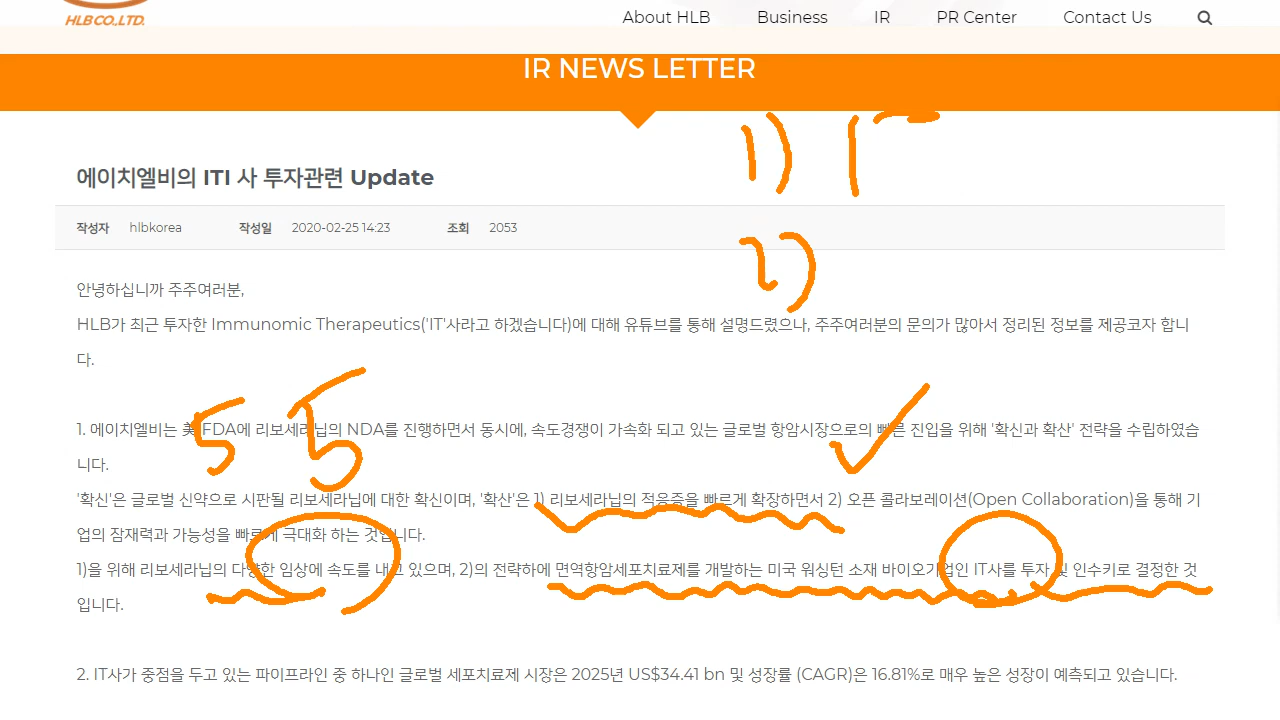 HLB CO.,LTD.
About HLB Business IR PR Center Contact Us
IR NEWS LETTER
1)
2)
에이치엘비의 ITI 사 투자관련 Update
작성자 hlbkorea 작성일 2020-02-25 14:23 조회 2053
안녕하십니까 주주여러분,
HLB가 최근 투자한 Immunomic Therapeutics('IT'사라고 하겠습니다)에 대해 유튜브를 통해 설명드렸으나, 주주여러분의 문의가 많아서 정리된 정보를 제공코자 합니
다.
5 5
1. 에이치엘비는 美 FDA에 리보세라닙의 NDA를 진행하면서 동시에, 속도경쟁이 가속화 되고 있는 글로벌 항암시장으로의 빠른 진입을 위해 '확신과 확산' 전략을 수립하였습
니다.
'확신'은 글로벌 신약으로 시판될 리보세라닙에 대한 확신이며, '확산'은 1) 리보세라닙의 적응증을 빠르게 확장하면서 2) 오픈 콜라보레이션(Open Collaboration)을 통해 기
업의 잠재력과 가능성을 빠르게 극대화 하는 것입니다.
1)을 위해 리보세라닙의 다양한 임상에 속도를 내고 있으며, 2)의 전략하에 면역항암세포치료제를 개발하는 미국 워싱턴 소재 바이오기업인 IT사를 투자 및 인수키로 결정한 것
입니다.
2. IT사가 중점을 두고 있는 파이프라인 중 하나인 글로벌 세포치료제 시장은 2025년 US$34.41 bn 및 성장률 (CAGR)은 16.81%로 매우 높은 성장이 예측되고 있습니다.